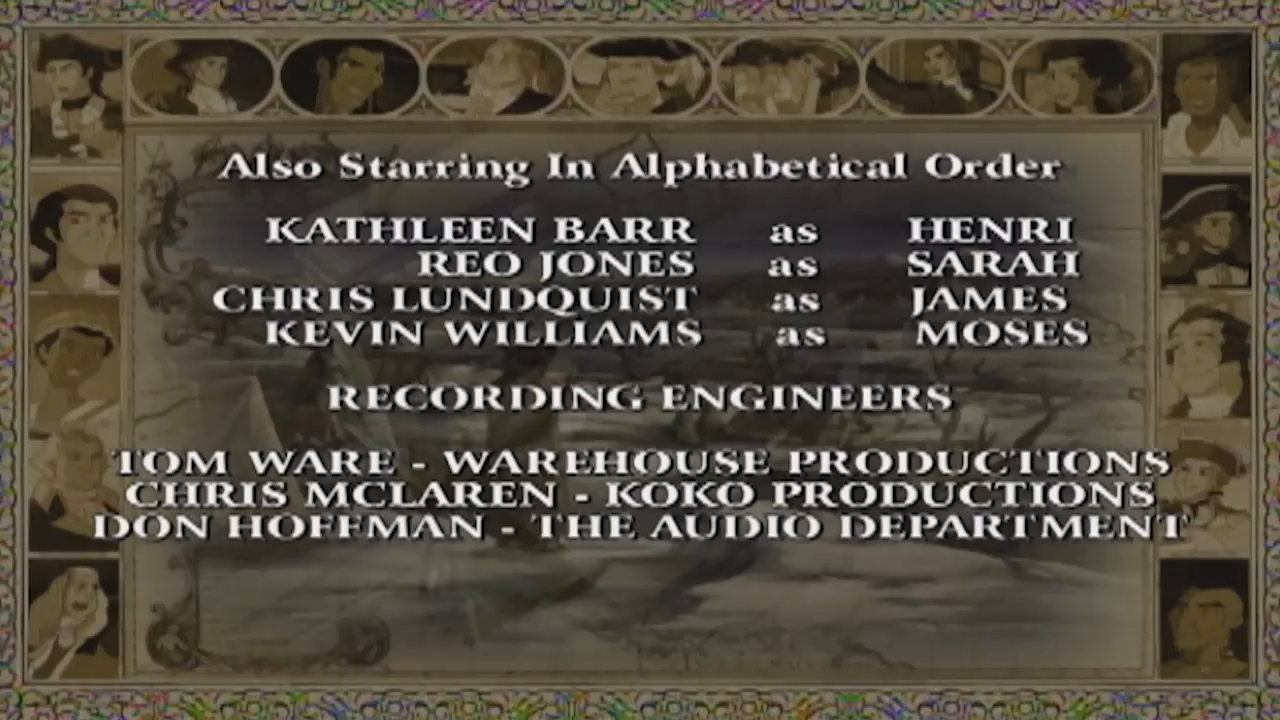 Also Starring In Alphabetical Order
KATHLEEN BARR as HENRI
REO JONES as SARAH
CHRIS LUNDQUIST as JAMES
KEVIN WILLIAMS as MOSES
RECORDING ENGINEERS
TOM WARE - WAREHOUSE PRODUCTIONS
CHRIS MCLAREN - KOKO PRODUCTIONS
DON HOFFMAN - THE AUDIO DEPARTMENT